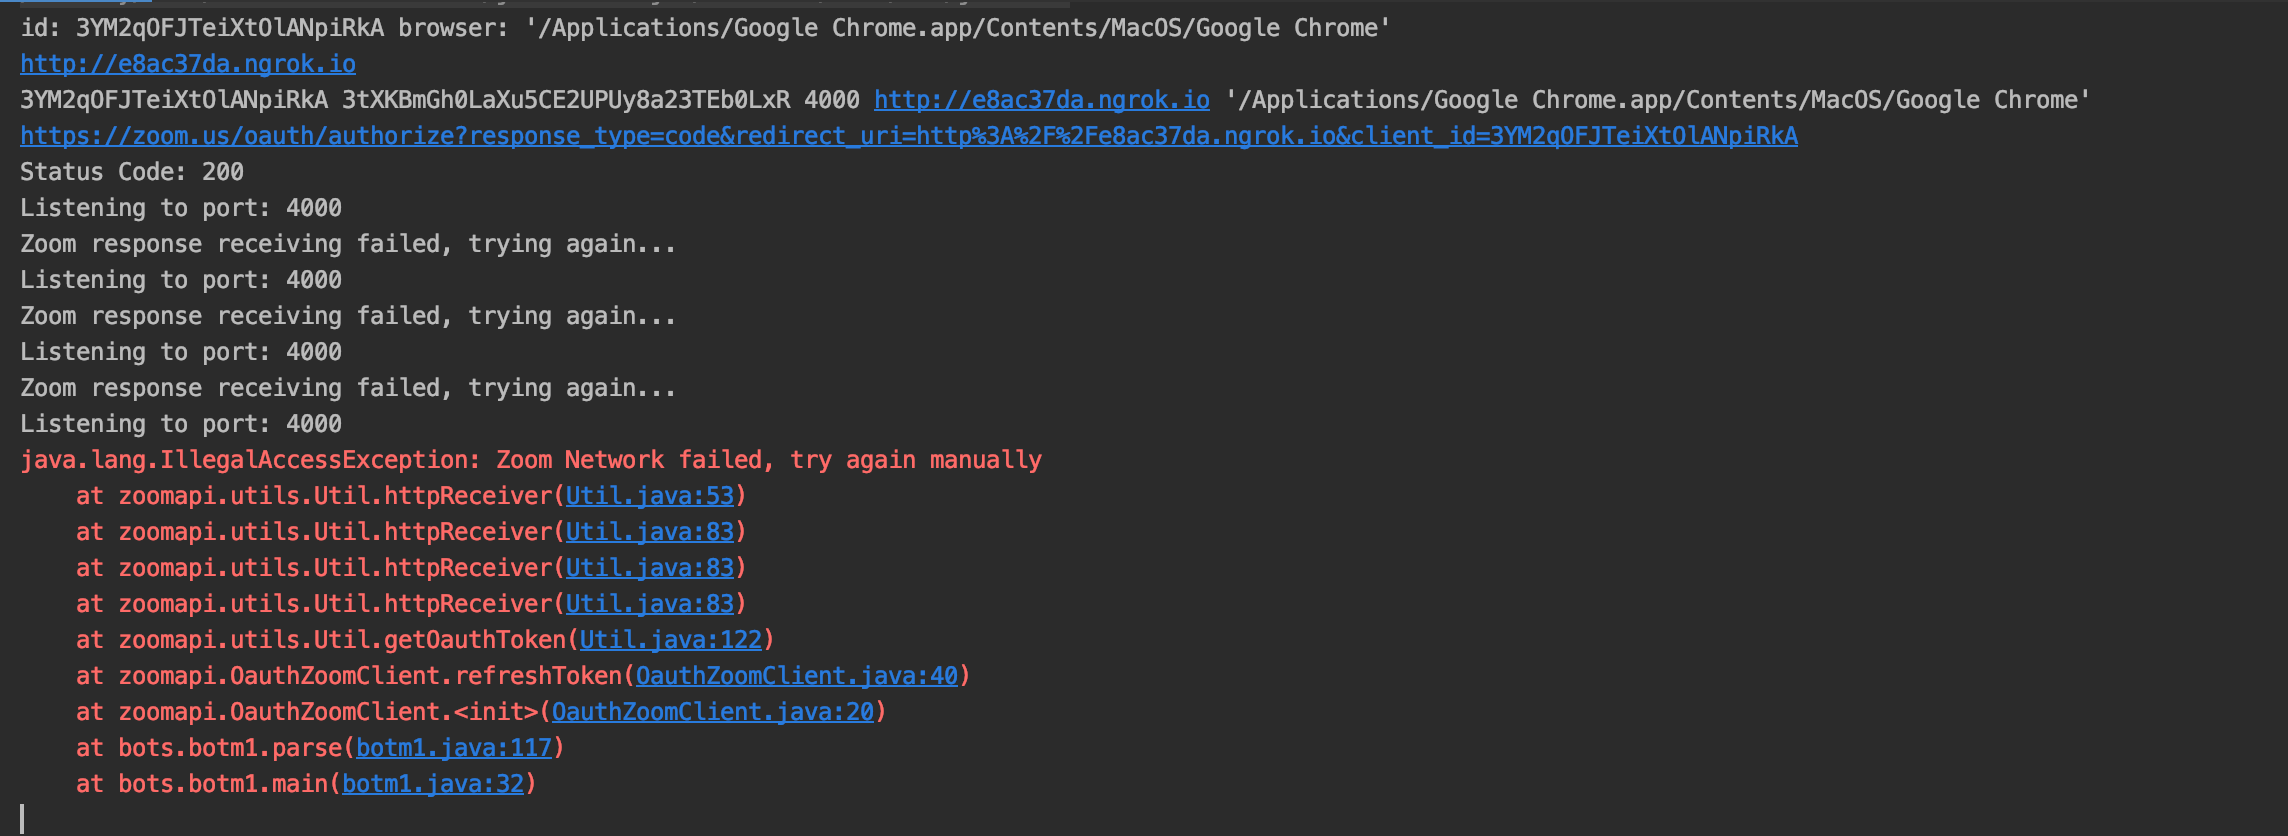 id: 3YM2qOFJTeiXtOlANpiRkA browser: '/Applications/Google Chrome.app/Contents/MacOS/Google Chrome'
http://e8ac37da.ngrok.io
3YM2qOFJTeiXtOlANpiRkA 3tXKBmGh0LaXu5CE2UPUy8a23TEb0LxR 4000 http://e8ac37da.ngrok.io '/Applications/Google Chrome.app/Contents/MacOS/Google Chrome'
https://zoom.us/oauth/authorize?response_type=code&redirect_uri=http%3A%2F%2Fe8ac37da.ngrok.io&client_id=3YM2qOFJTeiXtOlANpiRkA
Status Code: 200
Listening to port: 4000
Zoom response receiving failed, trying again...
Listening to port: 4000
Zoom response receiving failed, trying again...
Listening to port: 4000
Zoom response receiving failed, trying again...
Listening to port: 4000
java.lang.IllegalAccessException: Zoom Network failed, try again manually
    at zoomapi.utils.Util.httpReceiver(Util.java:53)
    at zoomapi.utils.Util.httpReceiver(Util.java:83)
    at zoomapi.utils.Util.httpReceiver(Util.java:83)
    at zoomapi.utils.Util.httpReceiver(Util.java:83)
    at zoomapi.utils.Util.getOauthToken(Util.java:122)
    at zoomapi.OauthZoomClient.refreshToken(OauthZoomClient.java:40)
    at zoomapi.OauthZoomClient.<init>(OauthZoomClient.java:20)
    at bots.botm1.parse(botm1.java:117)
    at bots.botm1.main(botm1.java:32)